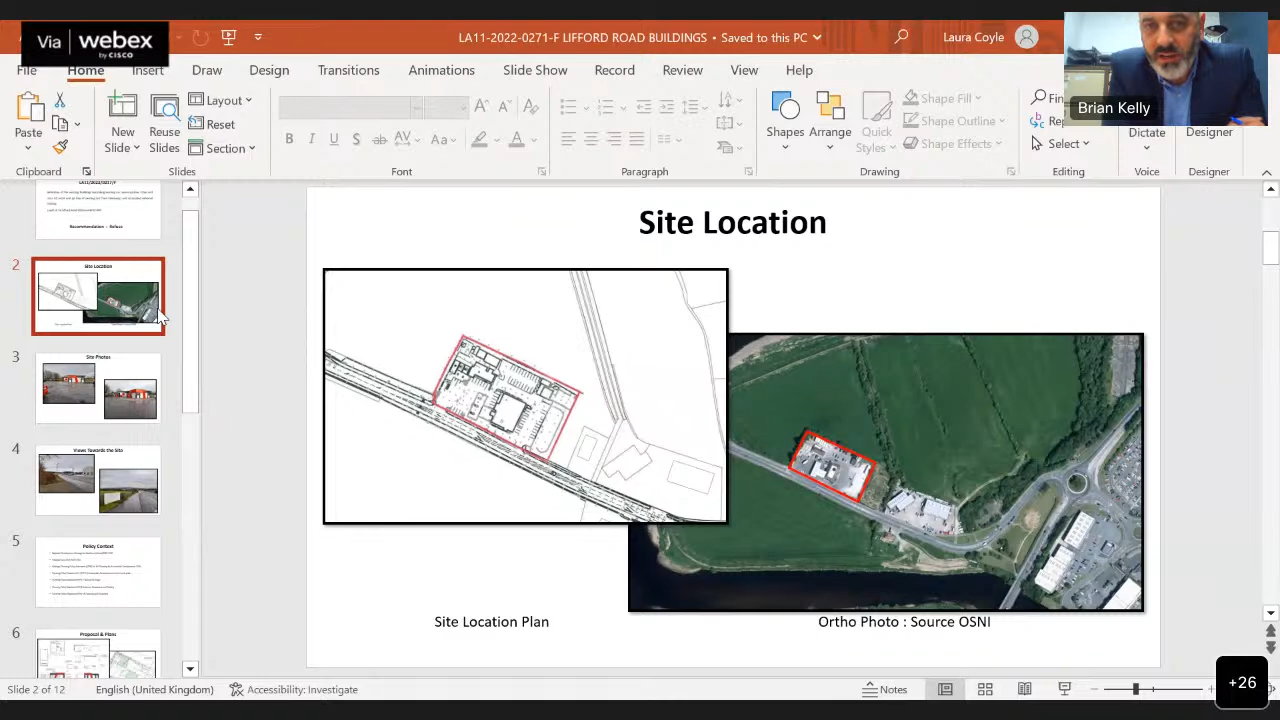 Via webex
by CISCO
LA11-2022-0271-F LIFFORD ROAD BUILDINGS • Saved to this PC
Laura Coyle
File Home Insert Draw Design Transitions Animations Slide Show Record Review View Help
Brian Kelly
Paste
New Slide
Reuse Slides
Layout
Reset
Section
B I U S ab AV Aa A
Shapes
Arrange
Quick Styles
Shape Fill
Shape Outline
Shape Effects
Select
Dictate
Designer
Clipboard Slides Font Paragraph Drawing Editing Voice Designer
Recommendation : Refuse
2
Site Location
3
Site Photos
4
Views Towards the Site
5
Policy Context
6
Proposal & Plans
Site Location
Site Location Plan
Ortho Photo : Source OSNI
Slide 2 of 12
English (United Kingdom)
Accessibility: Investigate
Notes
+26